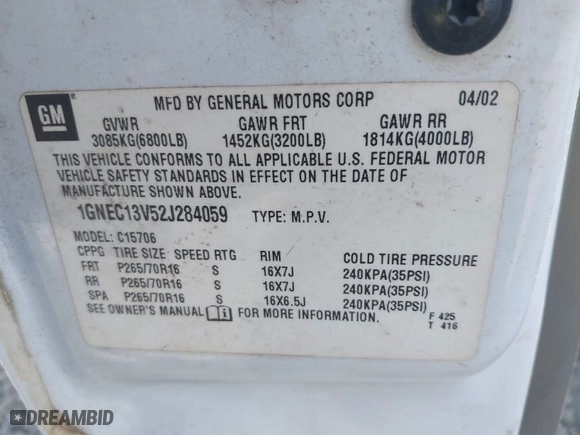 GM
MFD BY GENERAL MOTORS CORP 04/02
GVWR GAWR FRT GAWR RR
3085KG(6800LB) 1452KG(3200LB) 1814KG(4000LB)
THIS VEHICLE CONFORMS TO ALL APPLICABLE U.S. FEDERAL MOTOR
VEHICLE SAFETY STANDARDS IN EFFECT ON THE DATE OF
MANUFACTURE SHOWN ABOVE.
1GNEC13V52J284059 TYPE: M.P.V.
MODEL: C15706
CPPG TIRE SIZE SPEED RTG RIM COLD TIRE PRESSURE
FRT P265/70R16 S 16X7J 240KPA(35PSI)
RR P265/70R16 S 16X7J 240KPA(35PSI)
SPA P265/70R16 S 16X6.5J 240KPA(35PSI)
SEE OWNER'S MANUAL FOR MORE INFORMATION.
F 425
T 416
DREAMBID